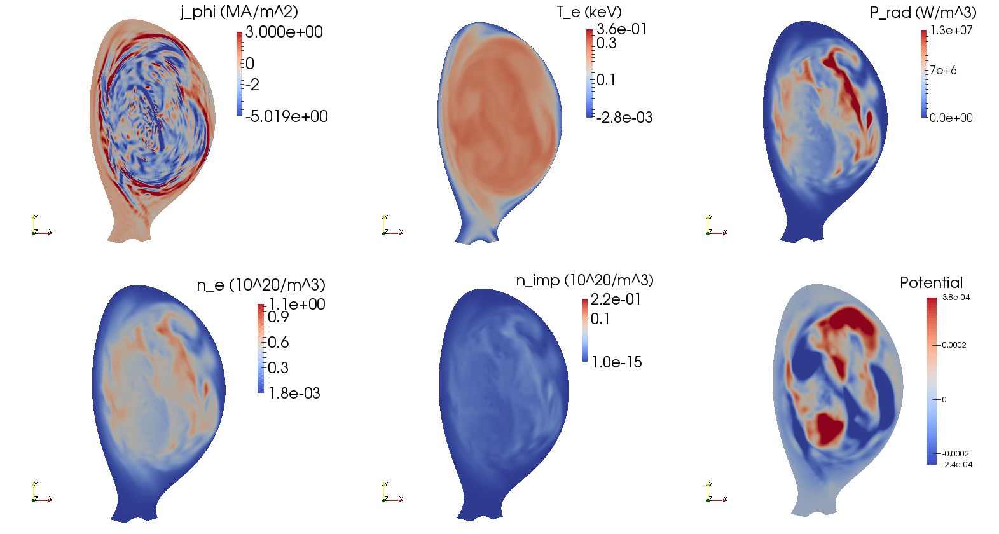 j_phi (MA/m^2)
3.000e+00
0
-2
-5.019e+00
Y
Z
X
T_e (keV)
3.6e-01
0.3
0.1
-2.8e-03
Y
Z
X
P_rad (W/m^3)
1.3e+07
7e+6
0.0e+00
Y
Z
X
n_e (10^20/m^3)
1.1e+00
0.9
0.6
0.3
1.8e-03
Y
Z
X
n_imp (10^20/m^3)
2.2e-01
0.1
1.0e-15
Y
Z
X
Potential
3.8e-04
0.0002
0
-0.0002
-2.4e-04
Y
Z
X